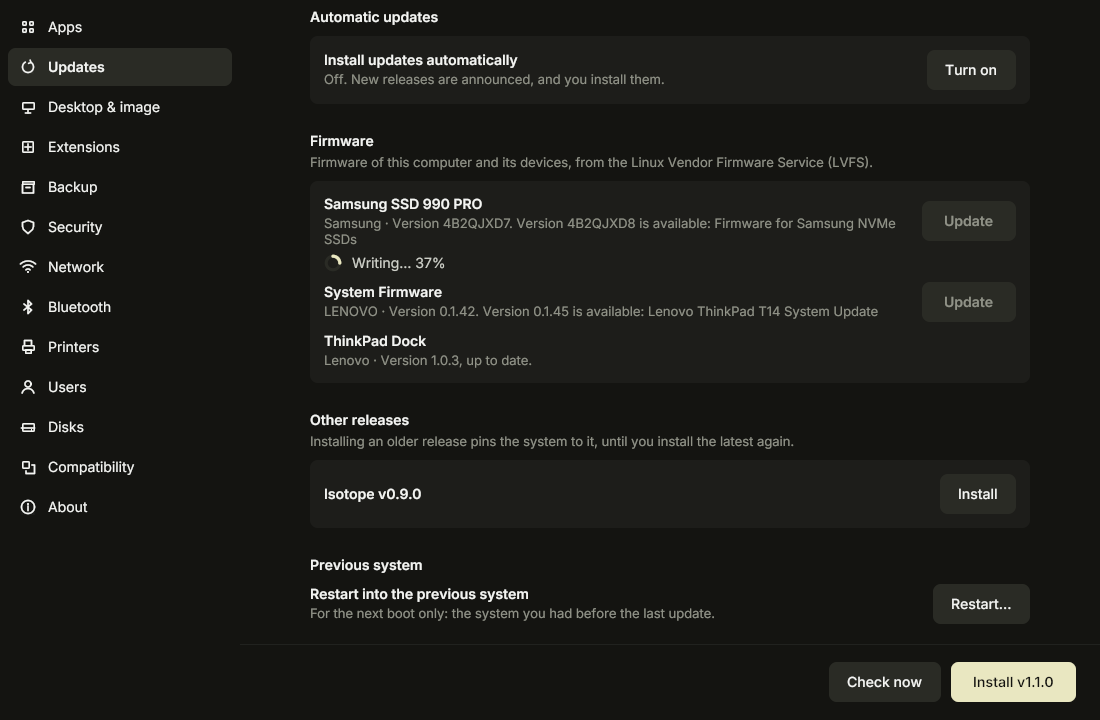 Apps
Updates
Desktop & image
Extensions
Backup
Security
Network
Bluetooth
Printers
Users
Disks
Compatibility
About
Automatic updates
Install updates automatically
Off. New releases are announced, and you install them.
Turn on
Firmware
Firmware of this computer and its devices, from the Linux Vendor Firmware Service (LVFS).
Samsung SSD 990 PRO
Samsung · Version 4B2QJXD7. Version 4B2QJXD8 is available: Firmware for Samsung NVMe
SSDs
Update
Writing... 37%
System Firmware
LENOVO · Version 0.1.42. Version 0.1.45 is available: Lenovo ThinkPad T14 System Update
Update
ThinkPad Dock
Lenovo · Version 1.0.3, up to date.
Other releases
Installing an older release pins the system to it, until you install the latest again.
Isotope v0.9.0
Install
Previous system
Restart into the previous system
For the next boot only: the system you had before the last update.
Restart...
Check now
Install v1.1.0